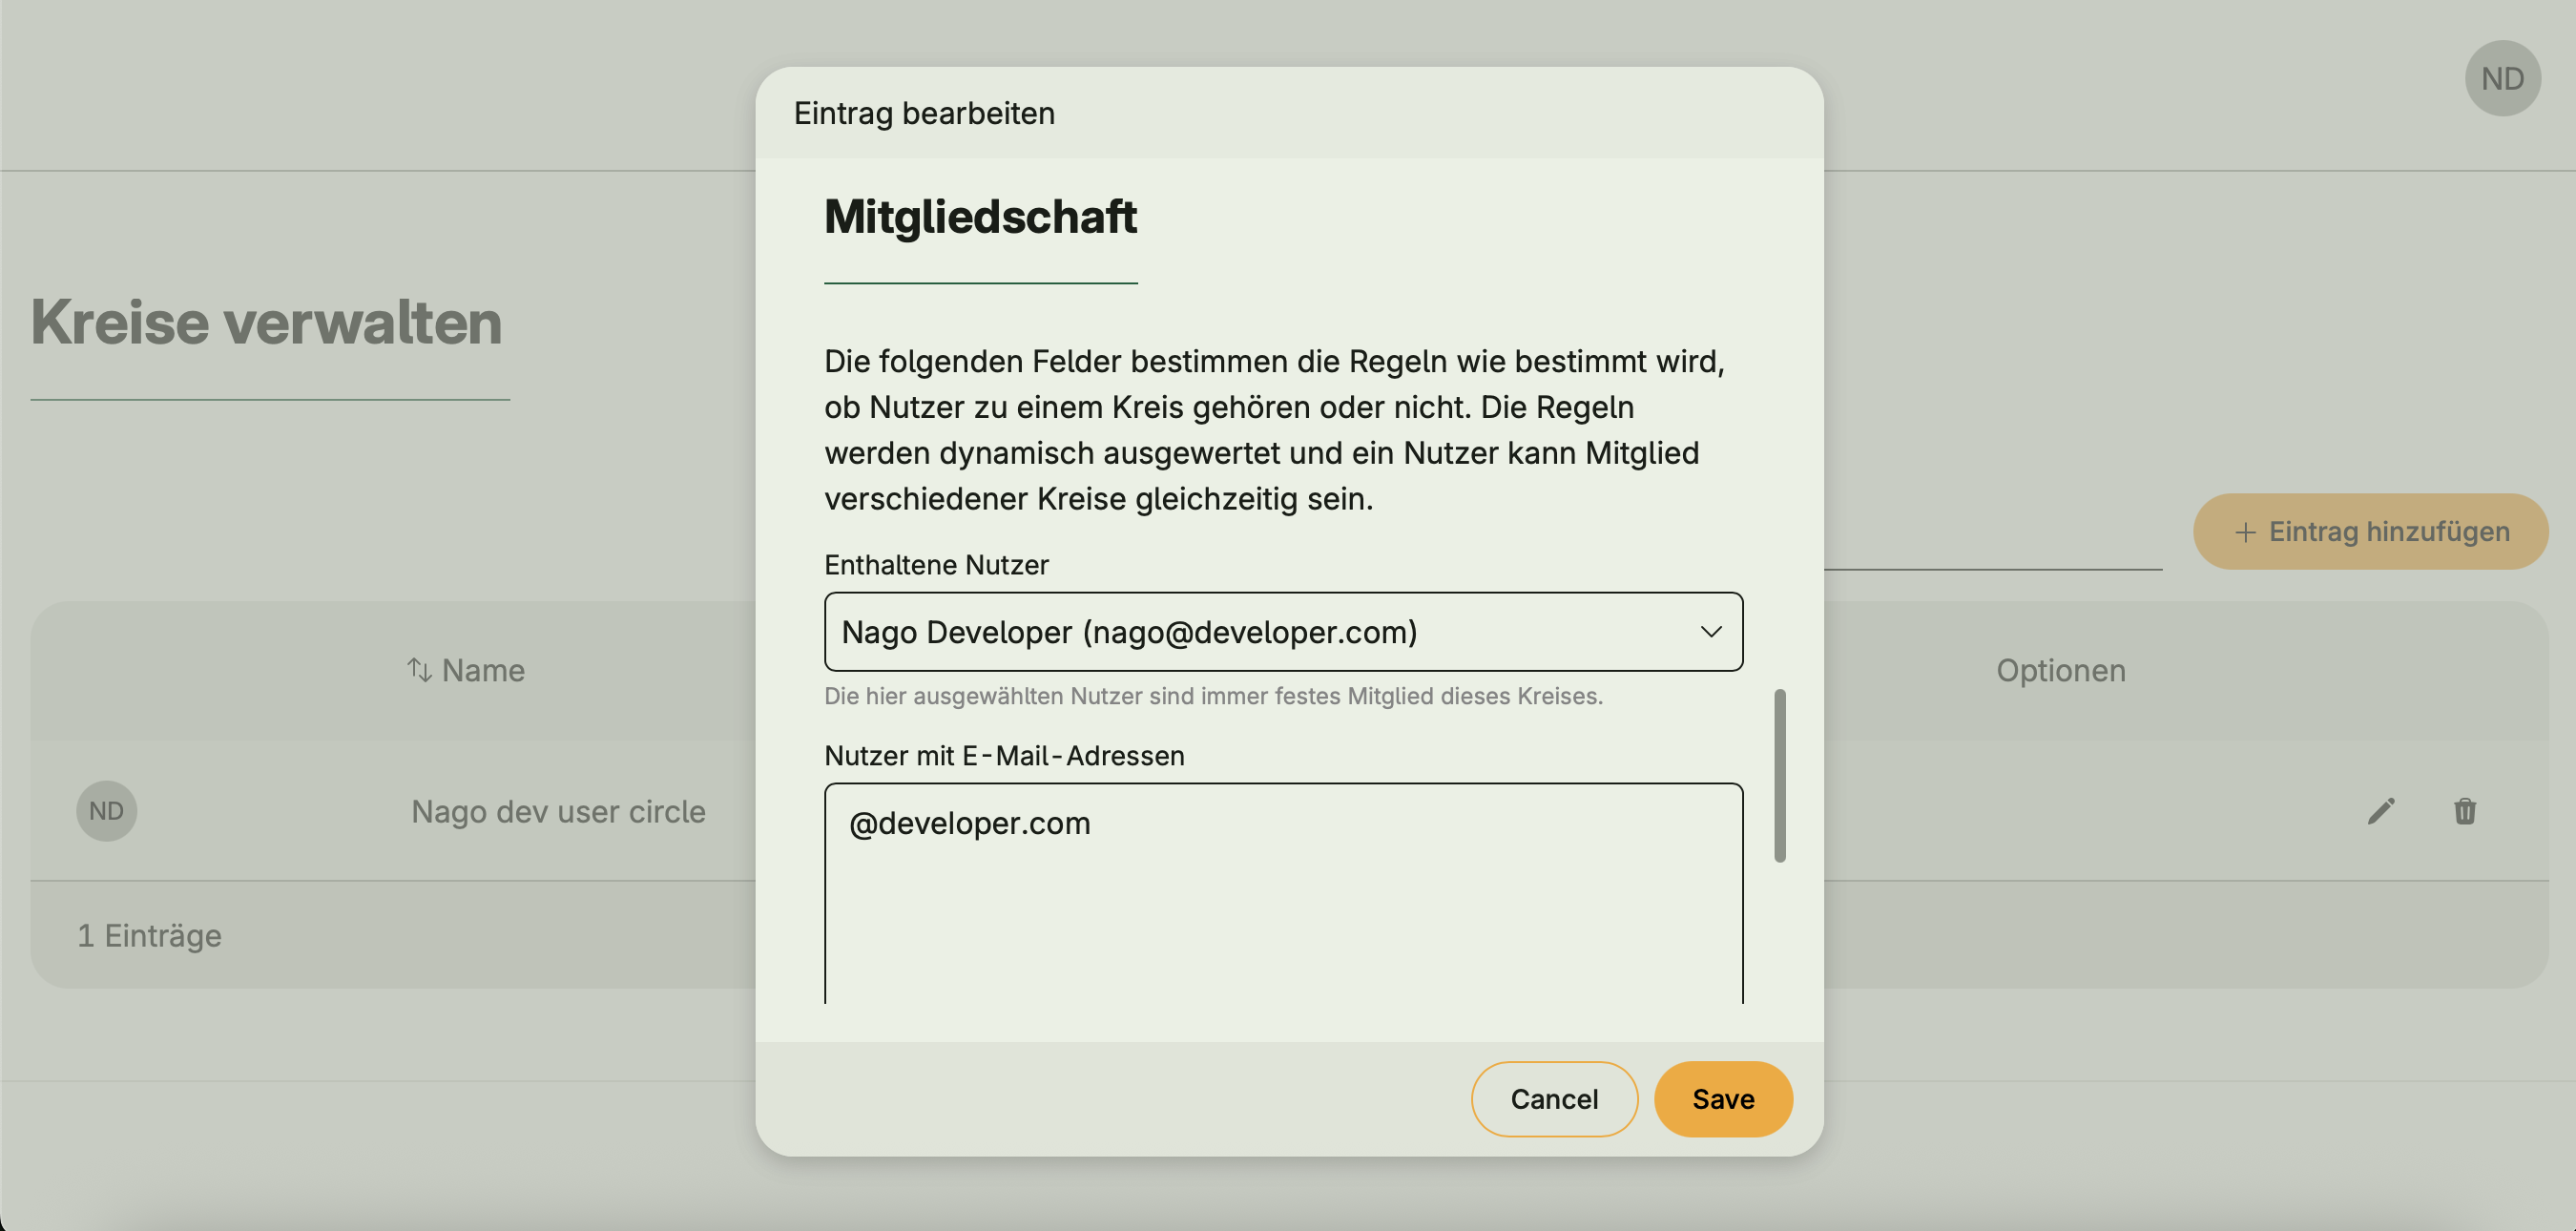 ND
Eintrag bearbeiten
Mitgliedschaft
Kreise verwalten
Die folgenden Felder bestimmen die Regeln wie bestimmt wird,
ob Nutzer zu einem Kreis gehören oder nicht. Die Regeln
werden dynamisch ausgewertet und ein Nutzer kann Mitglied
verschiedener Kreise gleichzeitig sein.
+ Eintrag hinzufügen
Enthaltene Nutzer
Nago Developer (nago@developer.com)
Die hier ausgewählten Nutzer sind immer festes Mitglied dieses Kreises.
Name
Optionen
Nutzer mit E-Mail-Adressen
@developer.com
ND
Nago dev user circle
1 Einträge
Cancel
Save